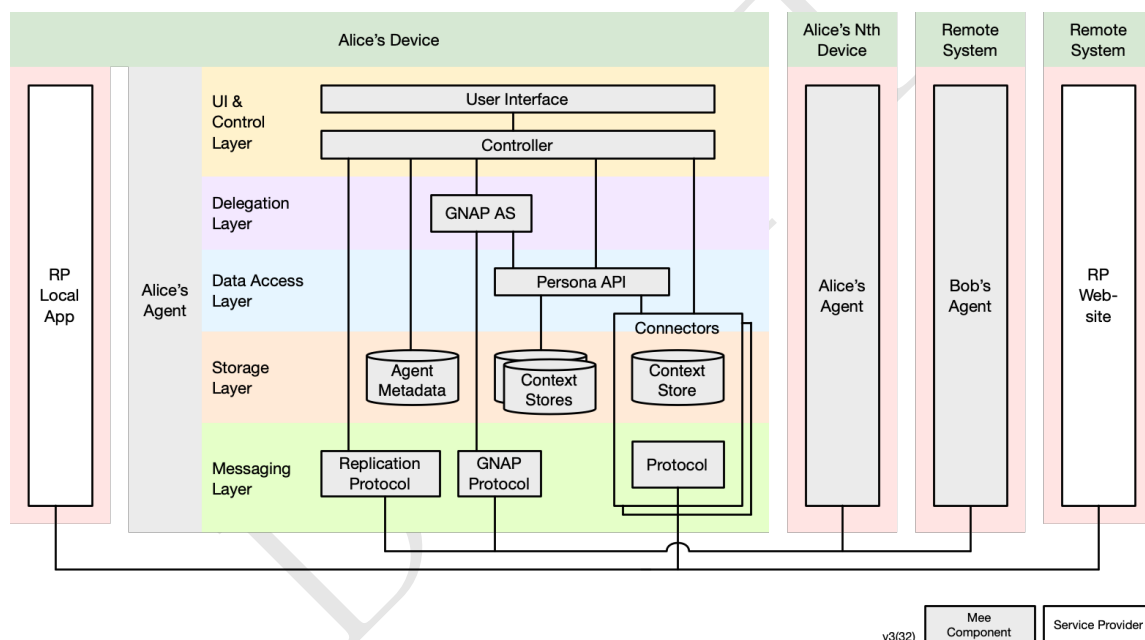 Alice's Device
Alice's Nth
Device
Remote
System
Remote
System
UI &
Control
Layer
User Interface
Controller
Delegation
Layer
GNAP AS
Data Access
Layer
Persona API
Connectors
RP
Local
App
Alice's
Agent
Alice's
Agent
Bob's
Agent
RP
Web-
site
Storage
Layer
Agent
Metadata
Context
Stores
Context
Store
Messaging
Layer
Replication
Protocol
GNAP
Protocol
Protocol
v3(32)
Mee
Component
Service Provider